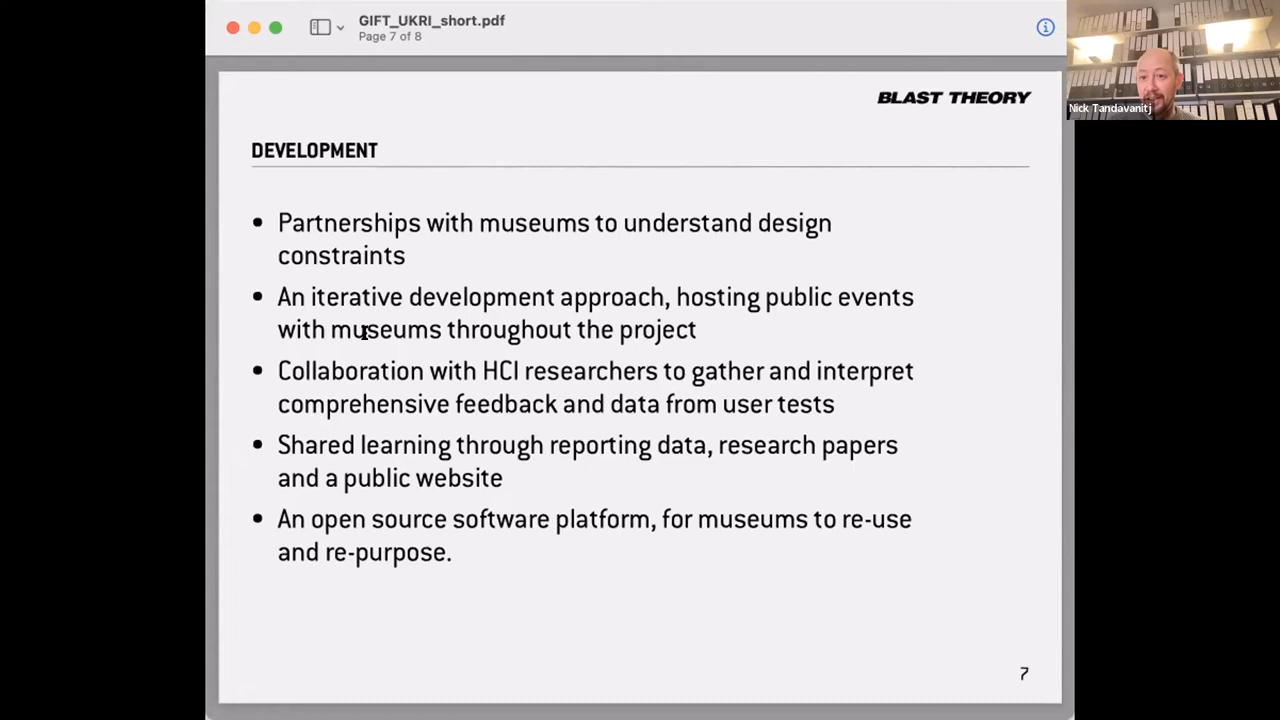 GIFT_UKRI_short.pdf
Page 7 of 8
Nick Tandavanitj
BLAST THEORY
DEVELOPMENT
• Partnerships with museums to understand design
constraints
• An iterative development approach, hosting public events
with museums throughout the project
• Collaboration with HCI researchers to gather and interpret
comprehensive feedback and data from user tests
• Shared learning through reporting data, research papers
and a public website
• An open source software platform, for museums to re-use
and re-purpose.
7